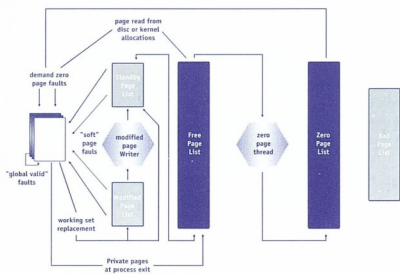 page read from
disc or kernel
allocations
demand zero
page faults
Standby
Page
List
"soft"
page
fauls
modified
page
Writer
Free
Page
List
zero
page
thread
Zero
Page
List
Bad
Page
List
"global valid"
faults
Modified
Page List
working set
replacement
Private pages
at process exit